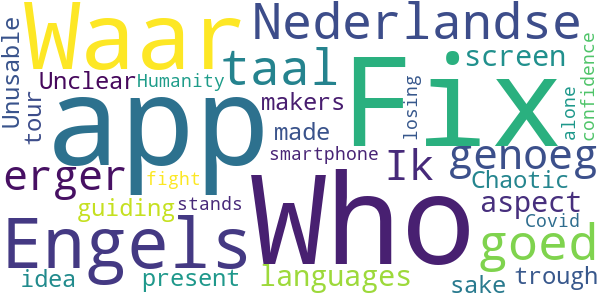 Waar Nederlandse
Unusable taal screen
Unclear Humanity Fix
tour app makers losing alone confidence
made
smartphone Ik genoeg
erger fight Who Chaotic
guiding stands aspect
Engels Covid
languages goed
idea present sake trough